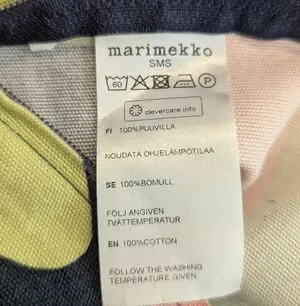 marimekko
SMS
60 P
clevercare.info
FI 100%PUUVILLA
NOUDATA OHJELÄMPÖTILAA
SE 100%BOMULL
FÖLJ ANGIVEN
TVÄTTEMPERATUR
EN 100%COTTON
FOLLOW THE WASHING
TEMPERATURE GIVEN